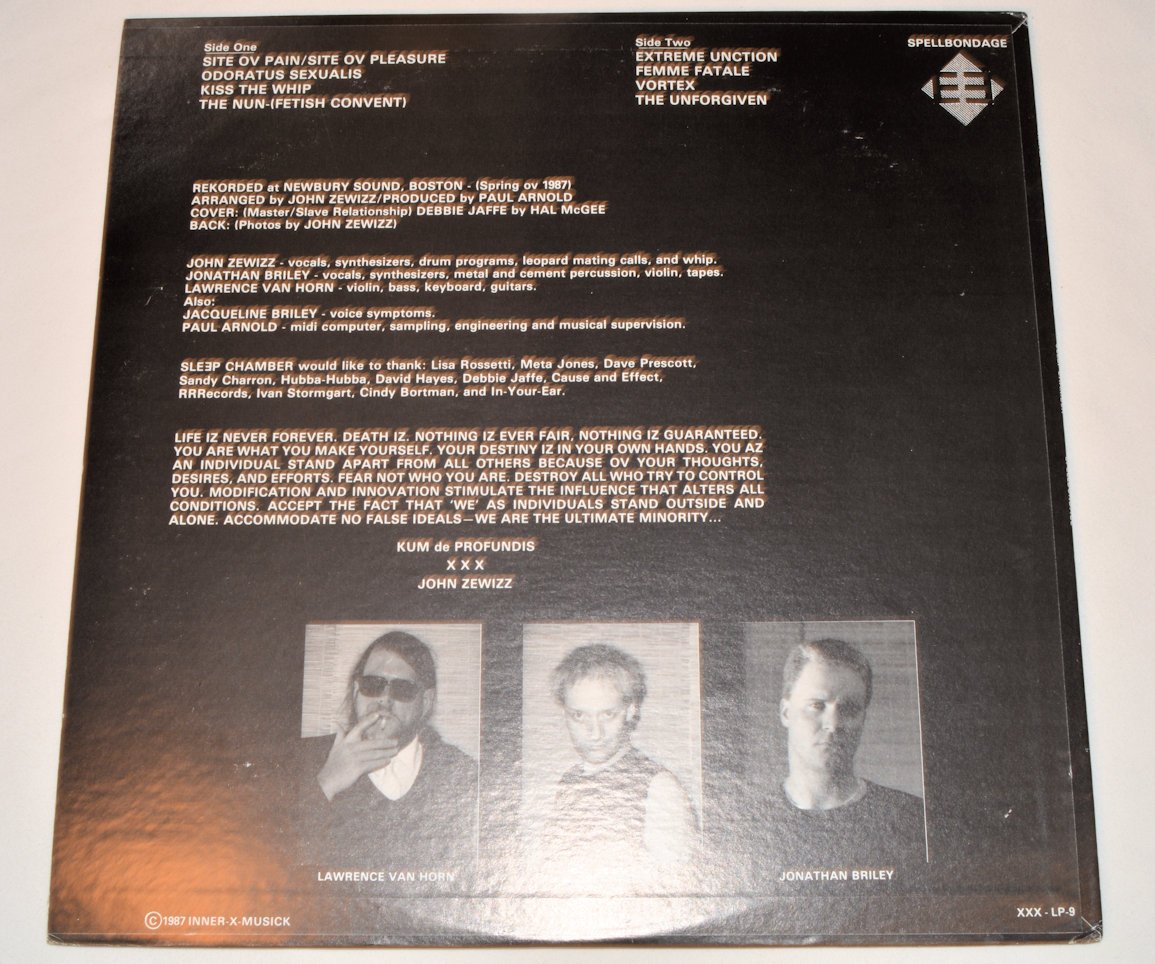 Side One
SITE OV PAIN/SITE OV PLEASURE
ODORATUS SEXUALIS
KISS THE WHIP
THE NUN-(FETISH CONVENT)
Side Two
EXTREME UNCTION
FEMME FATALE
VORTEX
THE UNFORGIVEN
SPELLBONDAGE
REKORDED at NEWBURY SOUND, BOSTON - (Spring ov 1987)
ARRANGED by JOHN ZEWIZZ/PRODUCED by PAUL ARNOLD
COVER: (Master/Slave Relationship) DEBBIE JAFFE by HAL McGEE
BACK: (Photos by JOHN ZEWIZZ)
JOHN ZEWIZZ - vocals, synthesizers, drum programs, leopard mating calls, and whip.
JONATHAN BRILEY - vocals, synthesizers, metal and cement percussion, violin, tapes.
LAWRENCE VAN HORN - violin, bass, keyboard, guitars.
Also:
JACQUELINE BRILEY - voice symptoms.
PAUL ARNOLD - midi computer, sampling, engineering and musical supervision.
SLEƎP CHAMBER would like to thank: Lisa Rossetti, Meta Jones, Dave Prescott,
Sandy Charron, Hubba-Hubba, David Hayes, Debbie Jaffe, Cause and Effect,
RRRecords, Ivan Stormgart, Cindy Bortman, and In-Your-Ear.
LIFE IZ NEVER FOREVER. DEATH IZ. NOTHING IZ EVER FAIR, NOTHING IZ GUARANTEED.
YOU ARE WHAT YOU MAKE YOURSELF. YOUR DESTINY IZ IN YOUR OWN HANDS. YOU AZ
AN INDIVIDUAL STAND APART FROM ALL OTHERS BECAUSE OV YOUR THOUGHTS,
DESIRES, AND EFFORTS. FEAR NOT WHO YOU ARE. DESTROY ALL WHO TRY TO CONTROL
YOU. MODIFICATION AND INNOVATION STIMULATE THE INFLUENCE THAT ALTERS ALL
CONDITIONS. ACCEPT THE FACT THAT 'WE' AS INDIVIDUALS STAND OUTSIDE AND
ALONE. ACCOMMODATE NO FALSE IDEALS—WE ARE THE ULTIMATE MINORITY...
KUM de PROFUNDIS
X X X
JOHN ZEWIZZ
LAWRENCE VAN HORN
JONATHAN BRILEY
©1987 INNER-X-MUSICK
XXX - LP-9